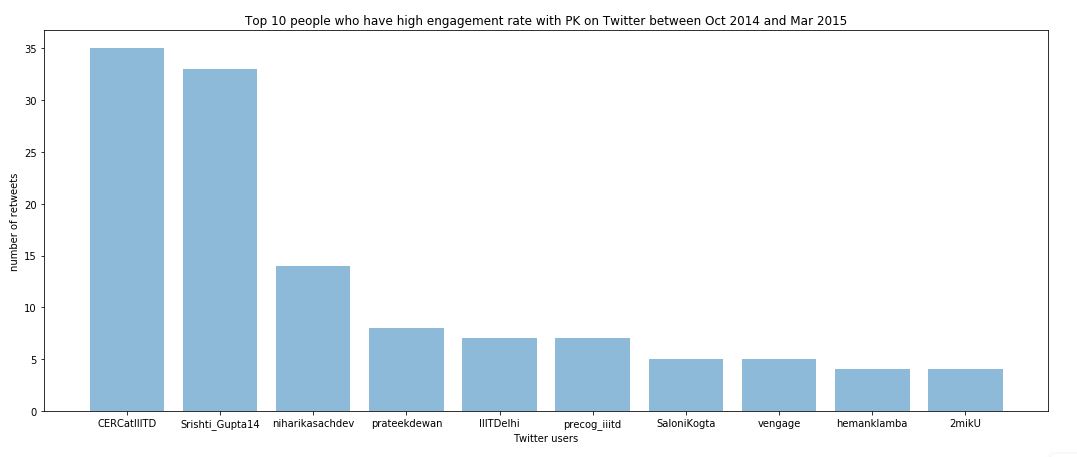 Top 10 people who have high engagement rate with PK on Twitter between Oct 2014 and Mar 2015
number of retweets
35
30
25
20
15
10
5
0
CERCatIIITD Srishti_Gupta14 niharikasachdev prateekdewan IIITDelhi precog_iiitd SaloniKogta vengage hemanklamba 2mikU
Twitter users